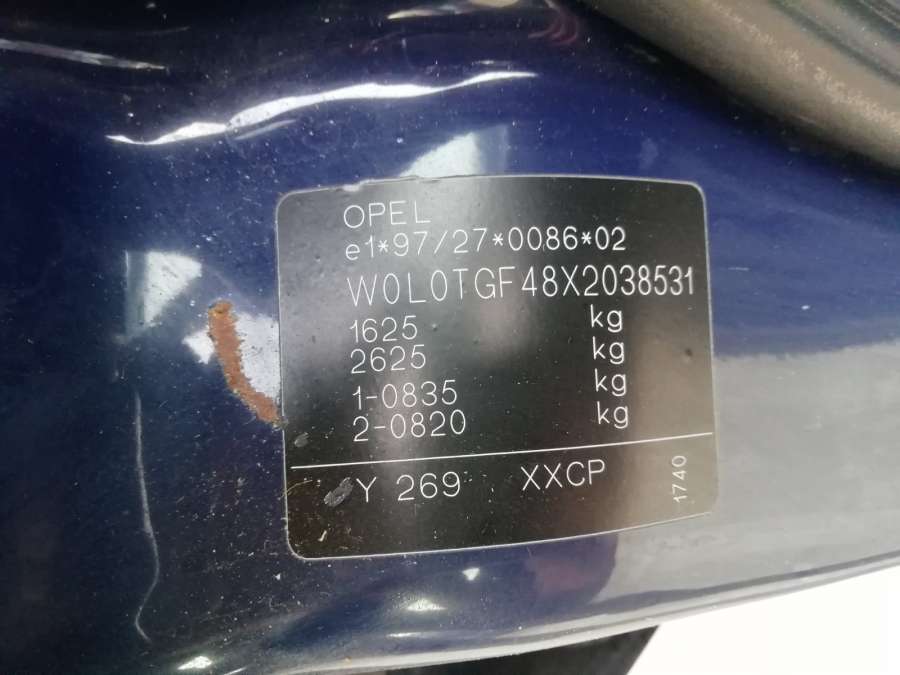 OPEL
e1*97/27*0086*02
W0L0TGF48X2038531
1625 kg
2625 kg
1-0835 kg
2-0820 kg
Y 269 XXCP 1740